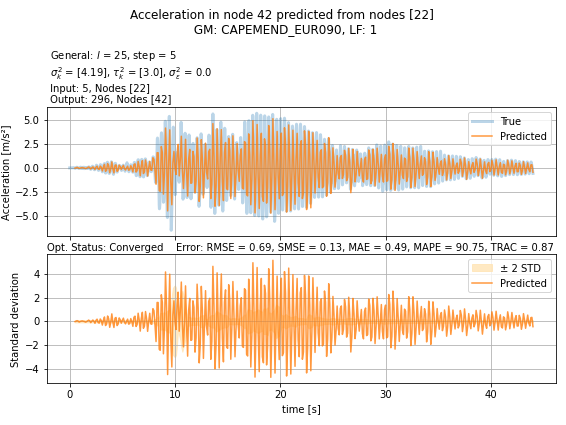 Acceleration in node 42 predicted from nodes [22]
GM: CAPEMEND_EUR090, LF: 1
General: l = 25, step = 5
σ²ₖ = [4.19], τ²ₖ = [3.0], σ²ε = 0.0
Input: 5, Nodes [22]
Output: 296, Nodes [42]
Acceleration [m/s²]
5.0
2.5
0.0
−2.5
−5.0
True
Predicted
Opt. Status: Converged Error: RMSE = 0.69, SMSE = 0.13, MAE = 0.49, MAPE = 90.75, TRAC = 0.87
Standard deviation
4
2
0
−2
−4
± 2 STD
Predicted
0 10 20 30 40
time [s]